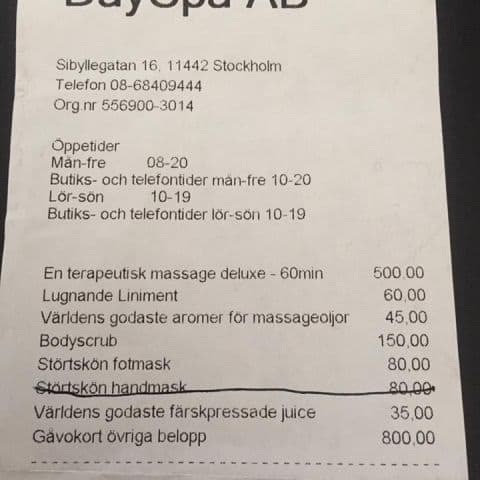 DaySpa AB
Sibyllegatan 16, 11442 Stockholm
Telefon 08-68409444
Org.nr 556900-3014
Öppetider
Mån-fre 08-20
Butiks- och telefontider mån-fre 10-20
Lör-sön 10-19
Butiks- och telefontider lör-sön 10-19
En terapeutisk massage deluxe - 60min 500,00
Lugnande Liniment 60,00
Världens godaste aromer för massageoljor 45,00
Bodyscrub 150,00
Störtskön fotmask 80,00
Störtskön handmask 80,00
Världens godaste färskpressade juice 35,00
Gåvokort övriga belopp 800,00